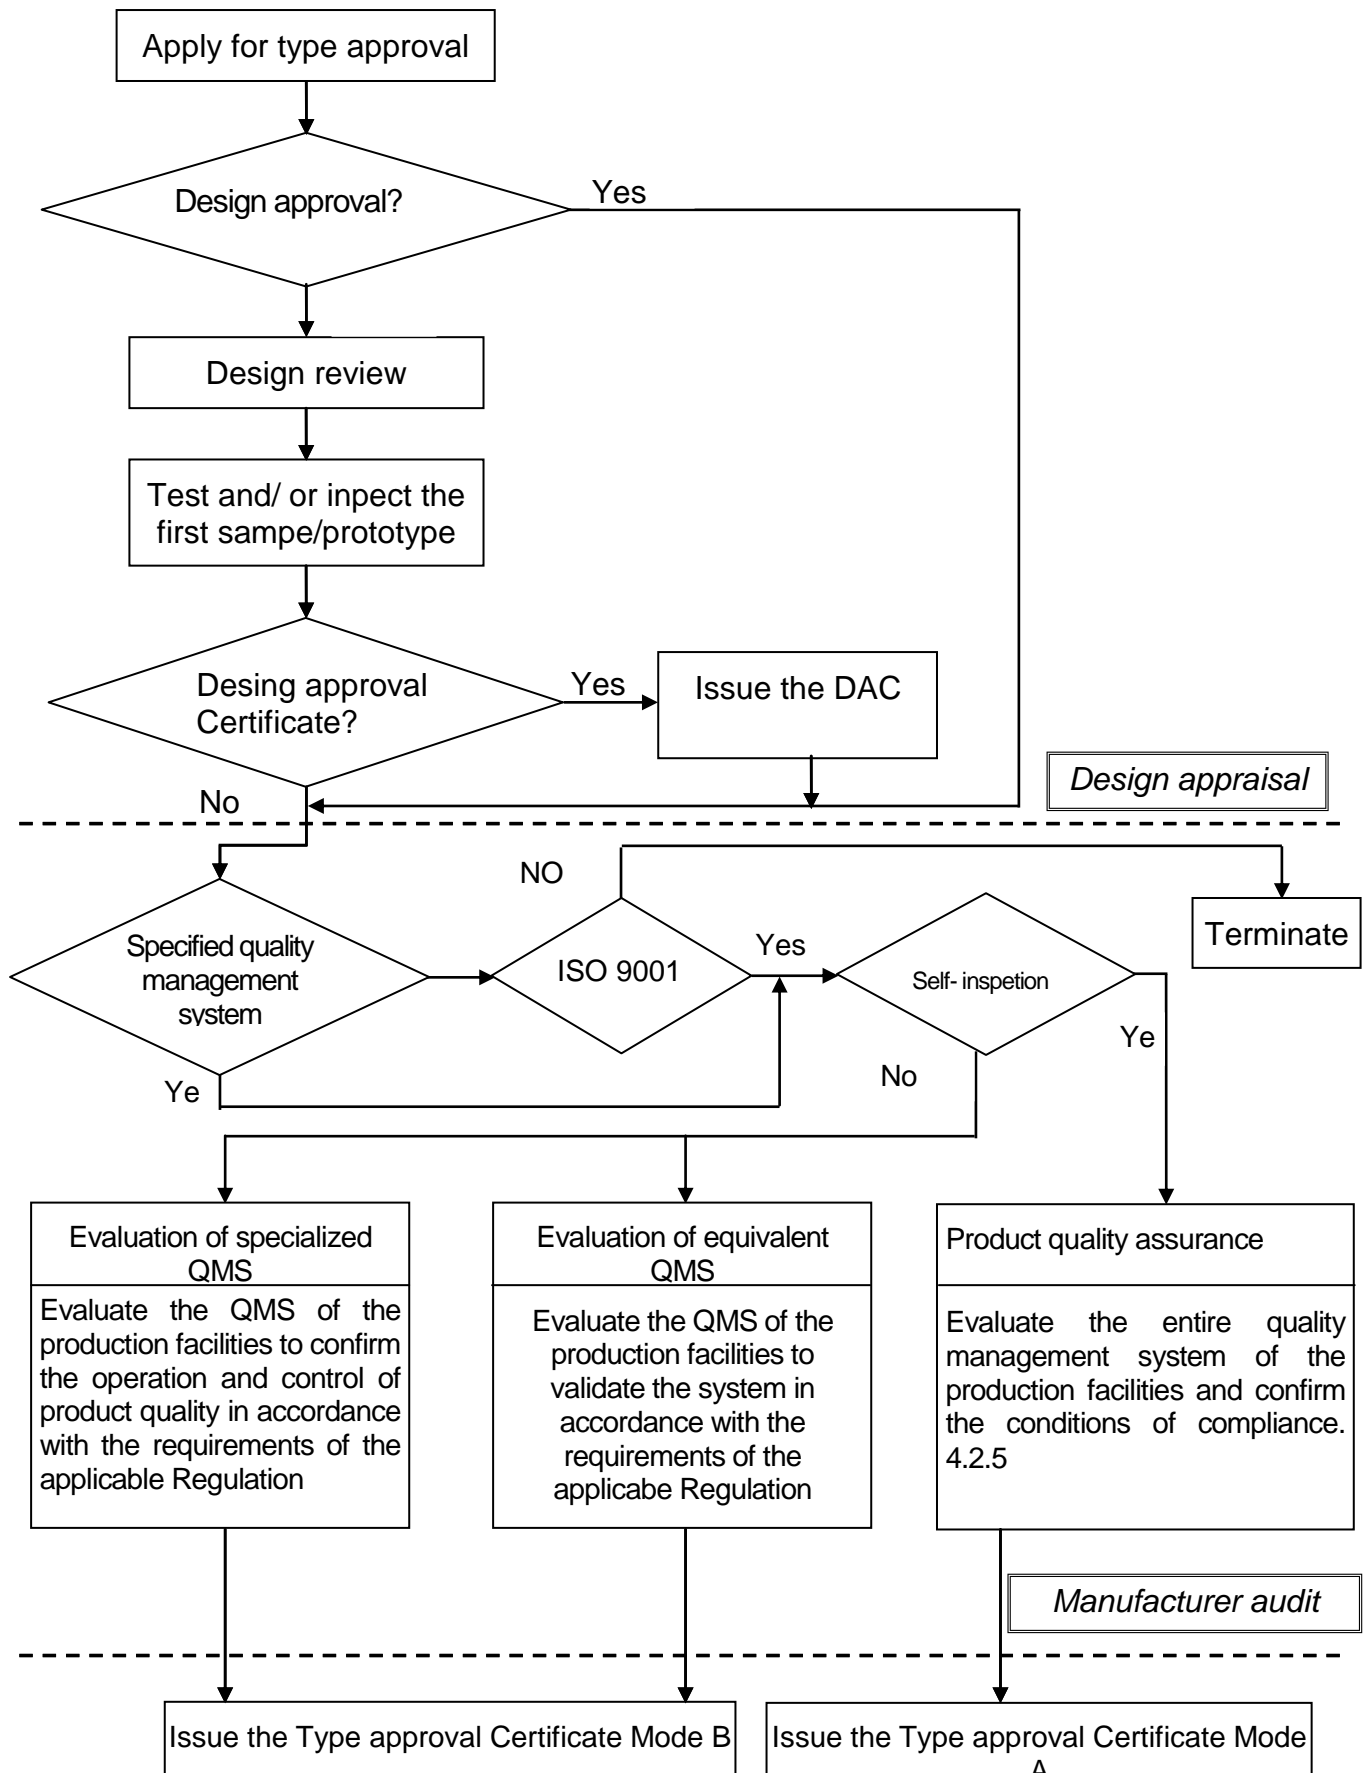 Apply for type approval
Design approval?
Yes
Design review
Test and/ or inpect the
first sampe/prototype
Desing approval
Certificate?
Yes
Issue the DAC
Design appraisal
No
NO
Terminate
Specified quality
management
system
ISO 9001
Yes
Self- inspetion
Ye
No
Ye
Evaluation of specialized
QMS
Evaluate the QMS of the
production facilities to confirm
the operation and control of
product quality in accordance
with the requirements of the
applicable Regulation
Evaluation of equivalent
QMS
Evaluate the QMS of the
production facilities to
validate the system in
accordance with the
requirements of the
applicabe Regulation
Product quality assurance
Evaluate the entire quality
management system of the
production facilities and confirm
the conditions of compliance.
4.2.5
Manufacturer audit
Issue the Type approval Certificate Mode B
Issue the Type approval Certificate Mode
A